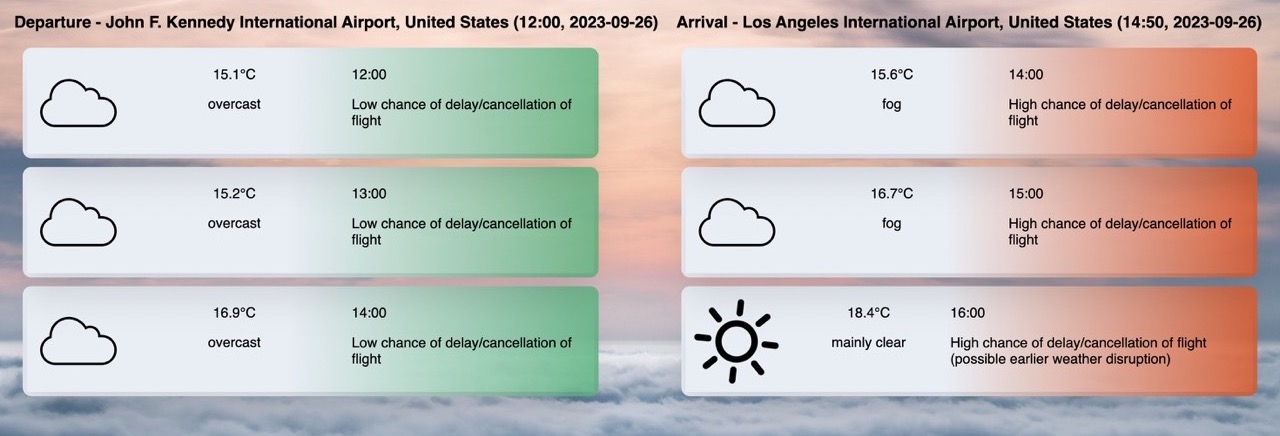 Departure - John F. Kennedy International Airport, United States (12:00, 2023-09-26)
15.1°C
12:00
overcast
Low chance of delay/cancellation of
flight
15.2°C
13:00
overcast
Low chance of delay/cancellation of
flight
16.9°C
14:00
overcast
Low chance of delay/cancellation of
flight
Arrival - Los Angeles International Airport, United States (14:50, 2023-09-26)
15.6°C
14:00
fog
High chance of delay/cancellation of
flight
16.7°C
15:00
fog
High chance of delay/cancellation of
flight
18.4°C
16:00
mainly clear
High chance of delay/cancellation of flight
(possible earlier weather disruption)